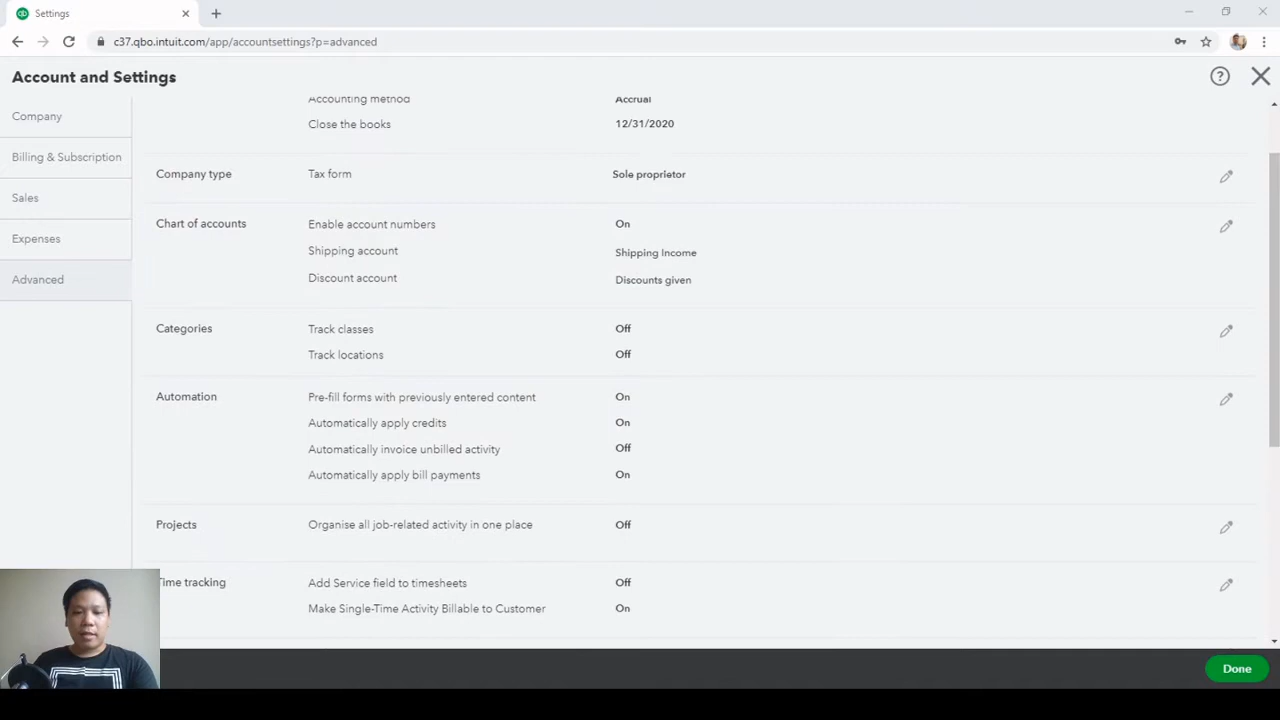 Settings
c37.qbo.intuit.com/app/accountsettings?p=advanced
Account and Settings
Company
Billing & Subscription
Sales
Expenses
Advanced
Accounting method Accrual
Close the books 12/31/2020
Company type Tax form Sole proprietor
Chart of accounts Enable account numbers On
Shipping account Shipping Income
Discount account Discounts given
Categories Track classes Off
Track locations Off
Automation Pre-fill forms with previously entered content On
Automatically apply credits On
Automatically invoice unbilled activity Off
Automatically apply bill payments On
Projects Organise all job-related activity in one place Off
Time tracking Add Service field to timesheets Off
Make Single-Time Activity Billable to Customer On
Done